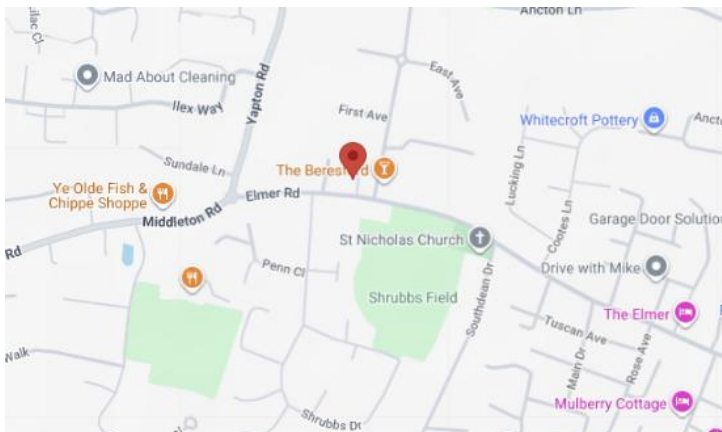 Ancton Ln
Mad About Cleaning
Ilex Way
Yapton Rd
East Ave
First Ave
Whitecroft Pottery
Sundale Ln
The Beresford
Ye Olde Fish &
Chippe Shoppe
Elmer Rd
Middleton Rd
Rd
Lucking Ln
Cootes Ln
Garage Door Solution
St Nicholas Church
Penn Cl
Drive with Mike
Shrubbs Field
Southdean Dr
The Elmer
Tuscan Ave
Walk
Main Dr
Rose Ave
Mulberry Cottage
Shrubbs Dr